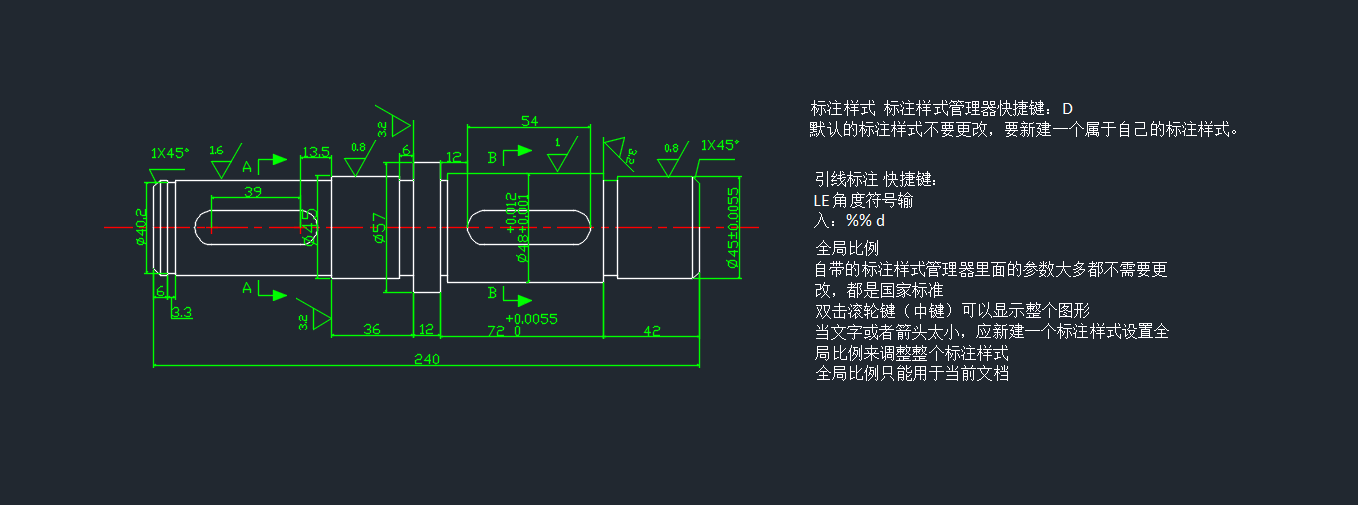 标注样式 标注样式管理器快捷键：D
默认的标注样式不要更改，要新建一个属于自己的标注样式。
引线标注 快捷键：
LE 角度符号输
入：%% d
全局比例
自带的标注样式管理器里面的参数大多都不需要更
改，都是国家标准
双击滚轮键（中键）可以显示整个图形
当文字或者箭头太小，应新建一个标注样式设置全
局比例来调整整个标注样式
全局比例只能用于当前文档
3.2
54
1X45°
1.6
A
13.5
0.8
6
12
B
1
3.2
0.8
1X45°
39
Ø40.2
Ø45
Ø57
+0.012
Ø48+0.001
Ø45±0.0055
6
3.3
A
3.2
B
36
12
+0.0055
72 0
42
240